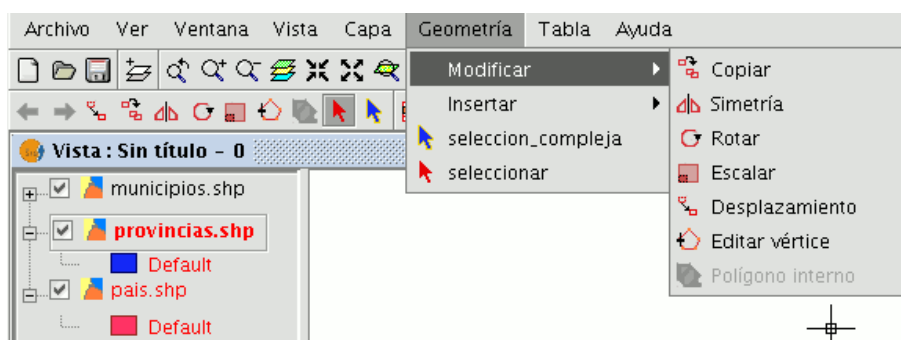 Archivo Ver Ventana Vista Capa Geometría Tabla Ayuda
Modificar
Insertar
seleccion_compleja
seleccionar
Copiar
Simetría
Rotar
Escalar
Desplazamiento
Editar vértice
Polígono interno
Vista : Sin título - 0
municipios.shp
provincias.shp
Default
pais.shp
Default